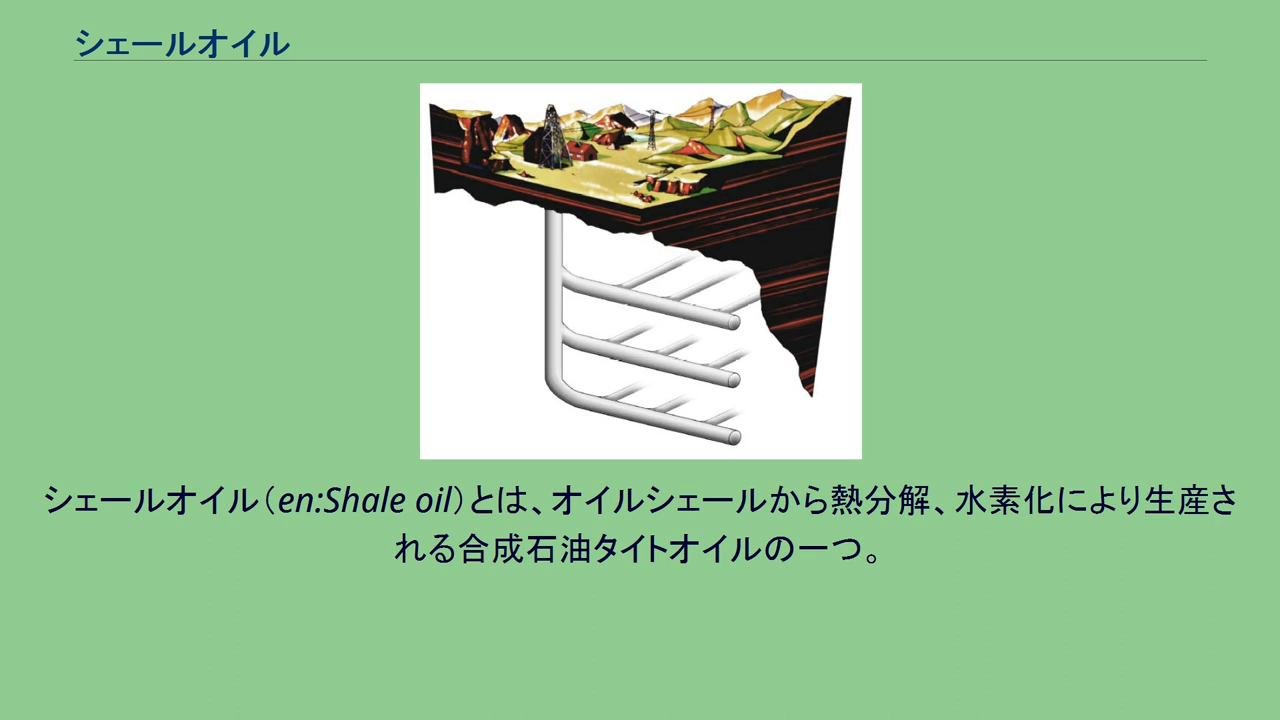 シェールオイル
シェールオイル（en:Shale oil）とは、オイルシェールから熱分解、水素化により生産さ
れる合成石油タイトオイルの一つ。